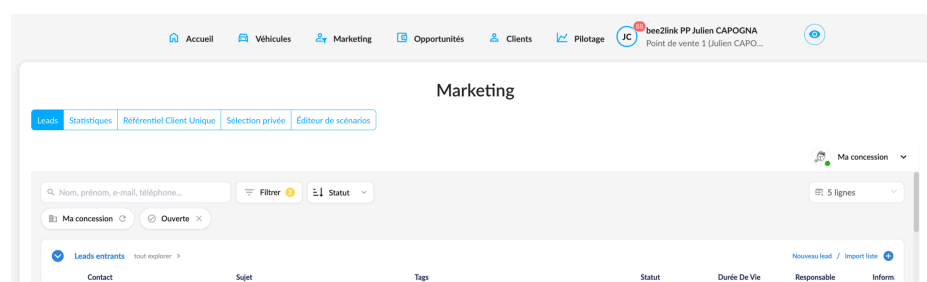 Accueil Véhicules Marketing Opportunités Clients Pilotage JC 88 bee2link PP Julien CAPOGNA
Point de vente 1 (Julien CAPO...
Marketing
Leads Statistiques Référentiel Client Unique Sélection privée Éditeur de scénarios
Ma concession
Nom, prénom, e-mail, téléphone... Filtrer 2 Statut 5 lignes
Ma concession Ouverte
Leads entrants tout explorer > Nouveau lead / Import liste
Contact Sujet Tags Statut Durée De Vie Responsable Inform